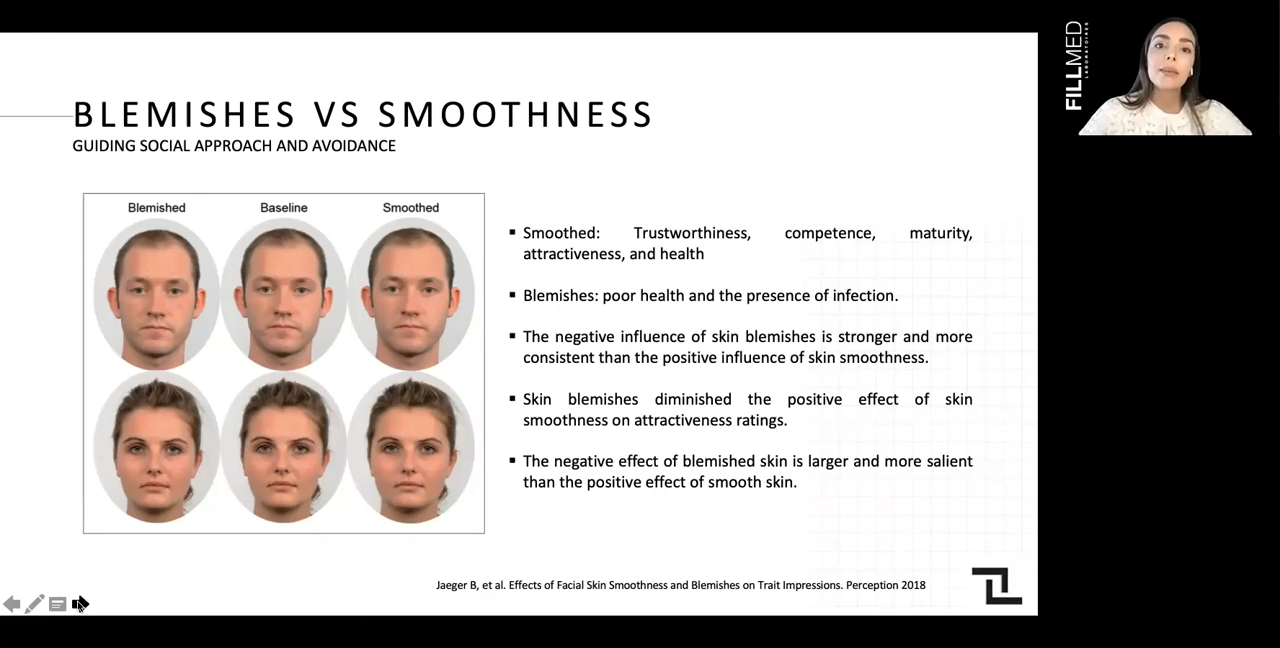 BLEMISHES VS SMOOTHNESS
GUIDING SOCIAL APPROACH AND AVOIDANCE
Blemished Baseline Smoothed
▪ Smoothed: Trustworthiness, competence, maturity,
attractiveness, and health
▪ Blemishes: poor health and the presence of infection.
▪ The negative influence of skin blemishes is stronger and more
consistent than the positive influence of skin smoothness.
▪ Skin blemishes diminished the positive effect of skin
smoothness on attractiveness ratings.
▪ The negative effect of blemished skin is larger and more salient
than the positive effect of smooth skin.
Jaeger B, et al. Effects of Facial Skin Smoothness and Blemishes on Trait Impressions. Perception 2018
FILLMED
LABORATOIRES